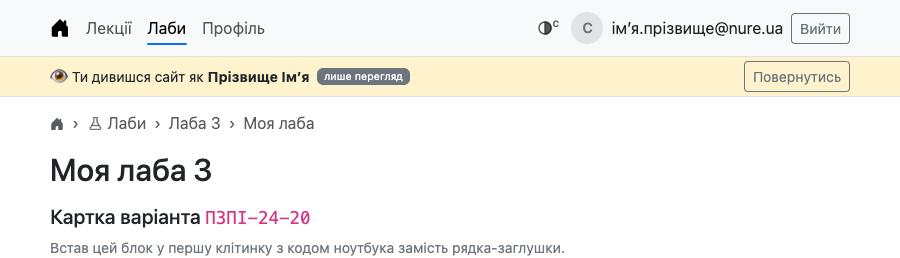 Лекції Лаби Профіль c C ім’я.прізвище@nure.ua Вийти
Ти дивишся сайт як Прізвище Ім’я лише перегляд Повернутись
› Лаби › Лаба 3 › Моя лаба
Моя лаба 3
Картка варіанта ПЗПІ-24-20
Встав цей блок у першу клітинку з кодом ноутбука замість рядка-заглушки.